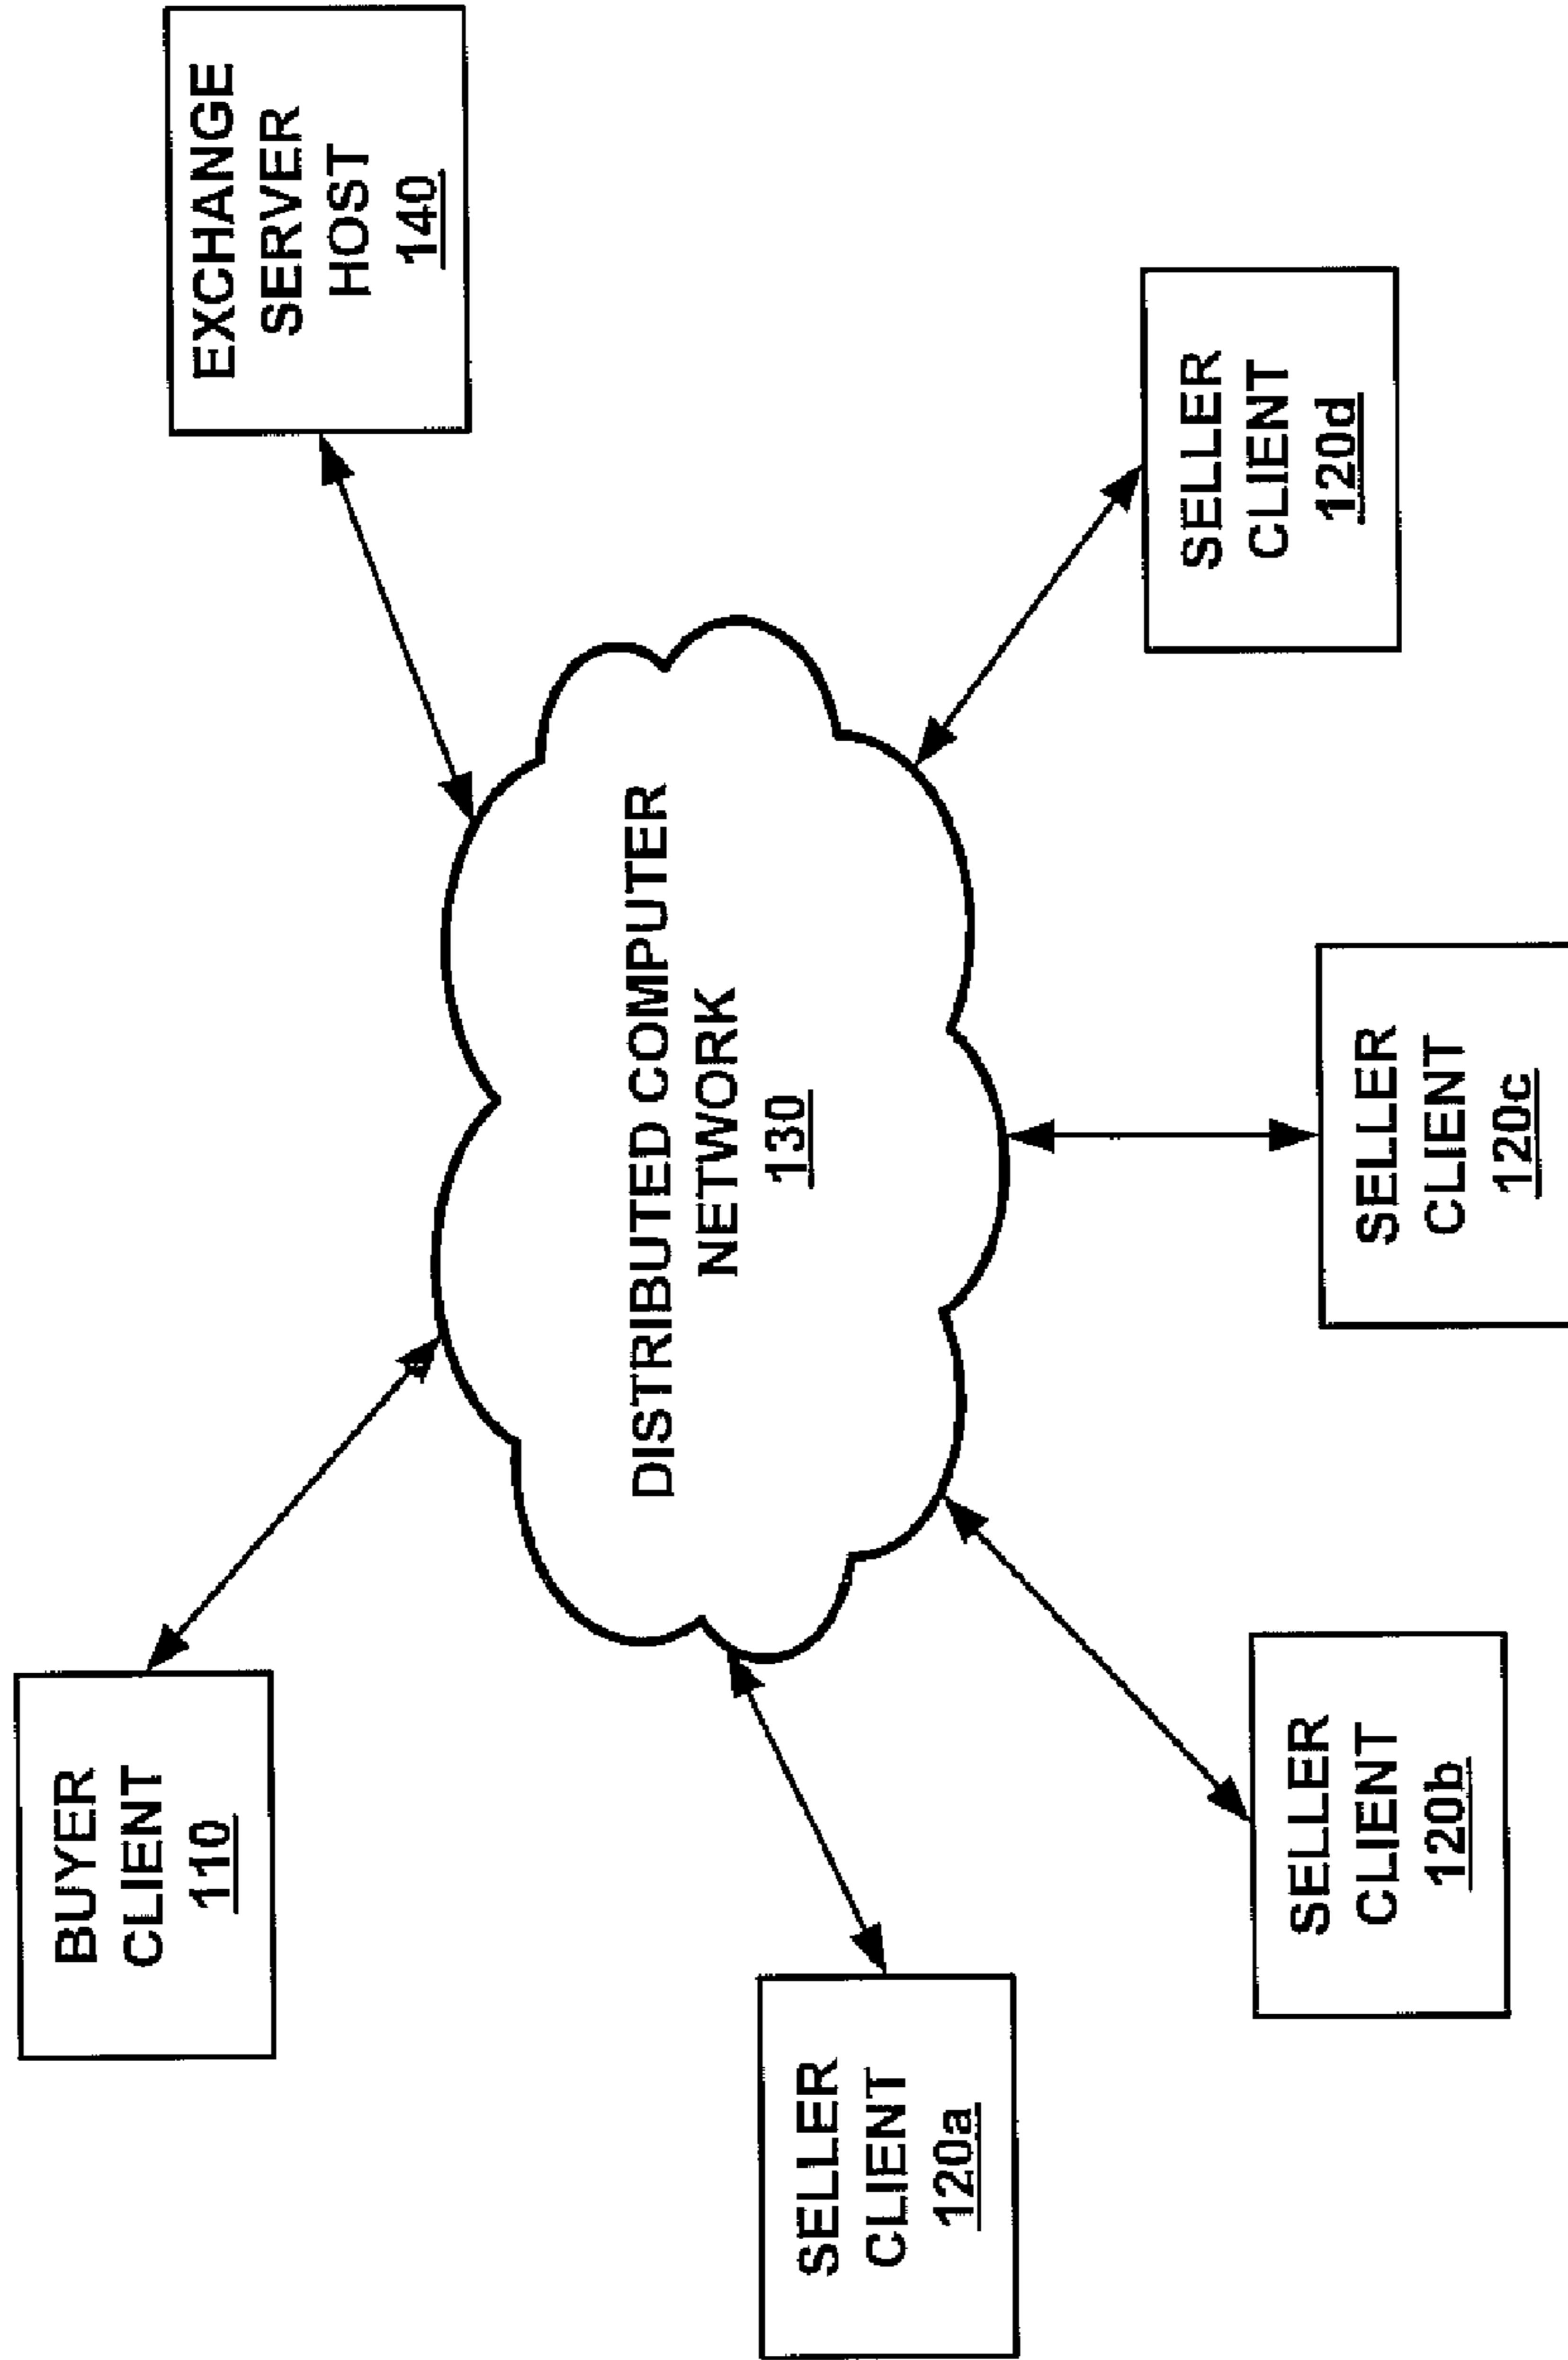 BUYER
CLIENT
110
EXCHANGE
SERVER
HOST
140
DISTRIBUTED COMPUTER
NETWORK
130
SELLER
CLIENT
120a
SELLER
CLIENT
120b
SELLER
CLIENT
120c
SELLER
CLIENT
120d